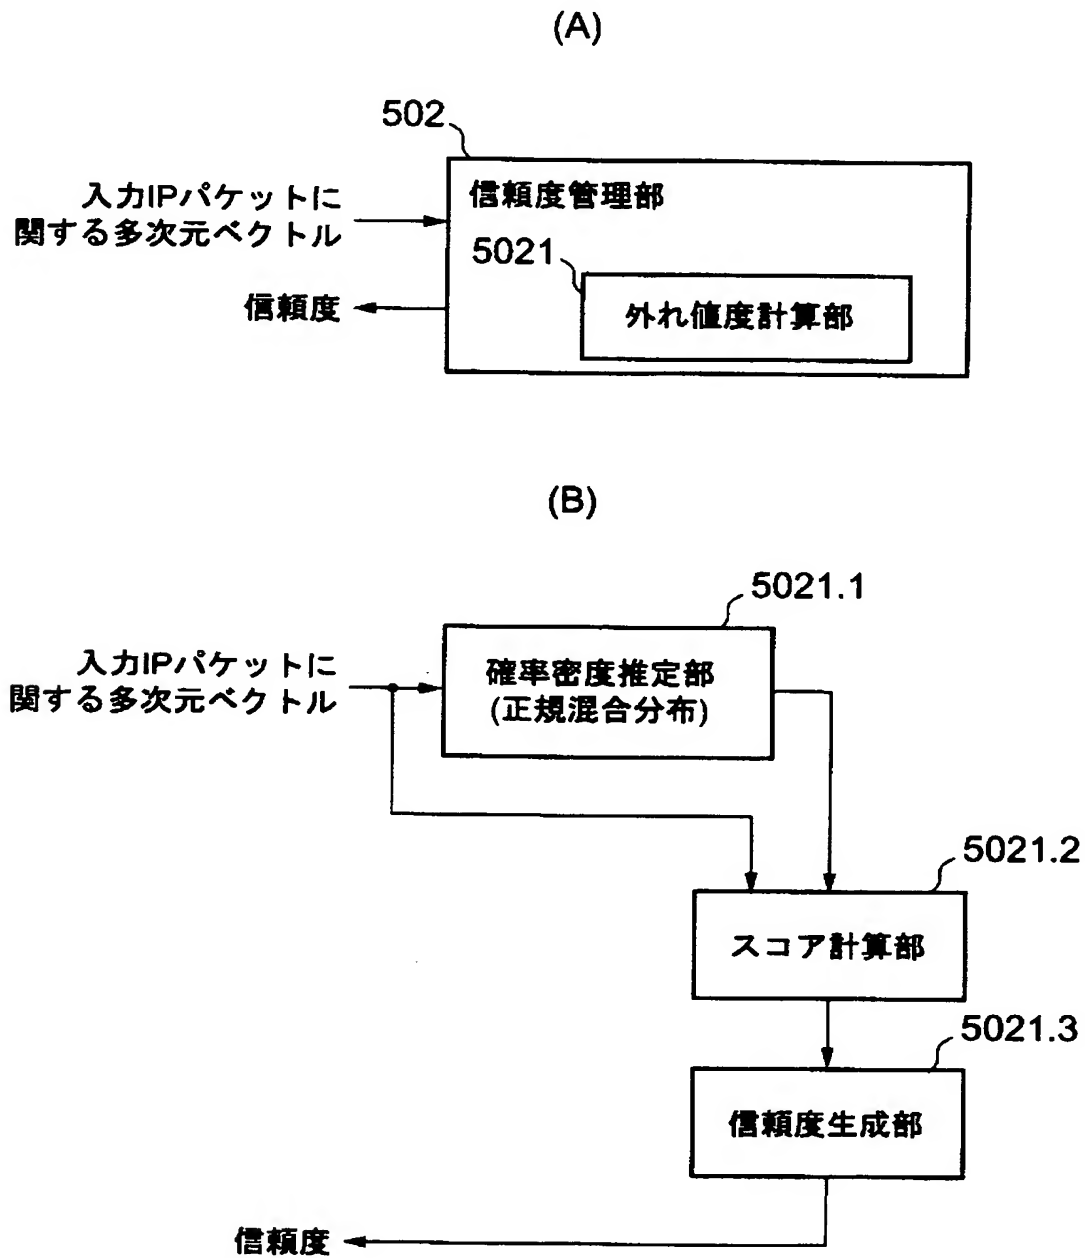 (A)
502
入力IPパケットに
関する多次元ベクトル
信頼度管理部
5021
信頼度
外れ値度計算部
(B)
5021.1
入力IPパケットに
関する多次元ベクトル
確率密度推定部
(正規混合分布)
5021.2
スコア計算部
5021.3
信頼度生成部
信頼度